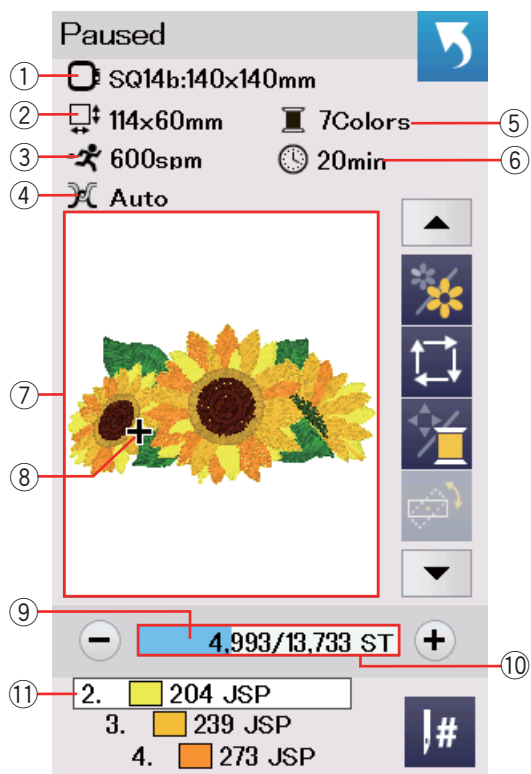 Paused
① SQ14b:140x140mm
② 114x60mm 7Colors ⑤
③ 600spm 20min ⑥
④ Auto
⑦
⑧
⑨
− 4,993/13,733 ST +
⑩
⑪ 2. 204 JSP
3. 239 JSP
4. 273 JSP
#